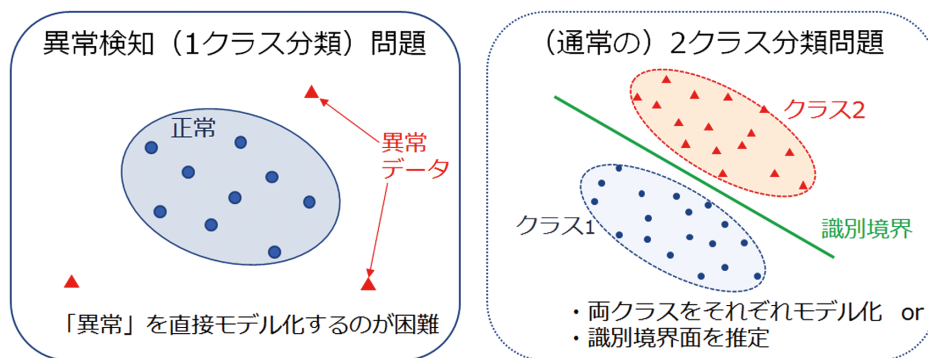 異常検知（1クラス分類）問題
正常
異常
データ
「異常」を直接モデル化するのが困難
（通常の）2クラス分類問題
クラス2
クラス1
識別境界
・両クラスをそれぞれモデル化 or
・識別境界面を推定